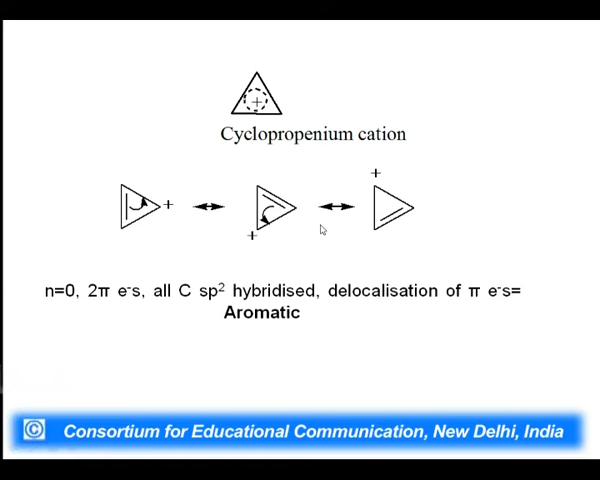 +
Cyclopropenium cation
+
+
+
n=0, 2π e⁻s, all C sp² hybridised, delocalisation of π e⁻s=
Aromatic
© Consortium for Educational Communication, New Delhi, India